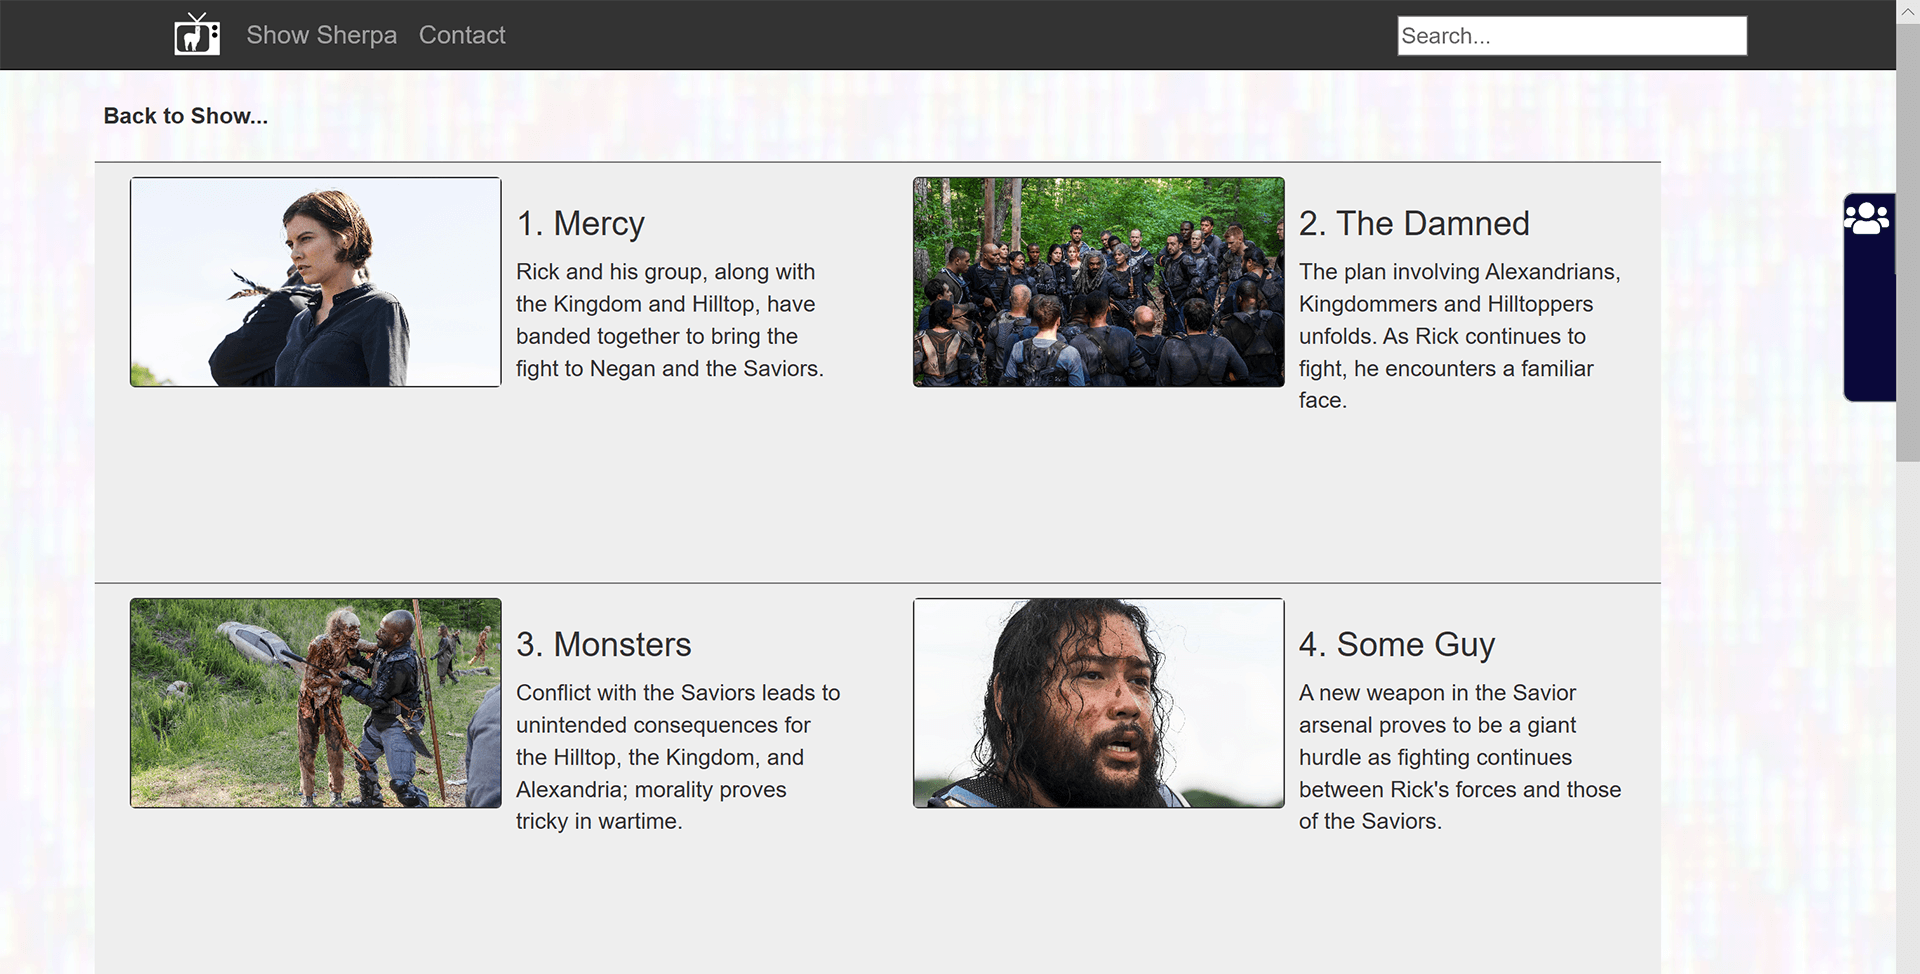 Show Sherpa Contact Search...
Back to Show...
1. Mercy
Rick and his group, along with
the Kingdom and Hilltop, have
banded together to bring the
fight to Negan and the Saviors.
2. The Damned
The plan involving Alexandrians,
Kingdommers and Hilltoppers
unfolds. As Rick continues to
fight, he encounters a familiar
face.
3. Monsters
Conflict with the Saviors leads to
unintended consequences for
the Hilltop, the Kingdom, and
Alexandria; morality proves
tricky in wartime.
4. Some Guy
A new weapon in the Savior
arsenal proves to be a giant
hurdle as fighting continues
between Rick's forces and those
of the Saviors.